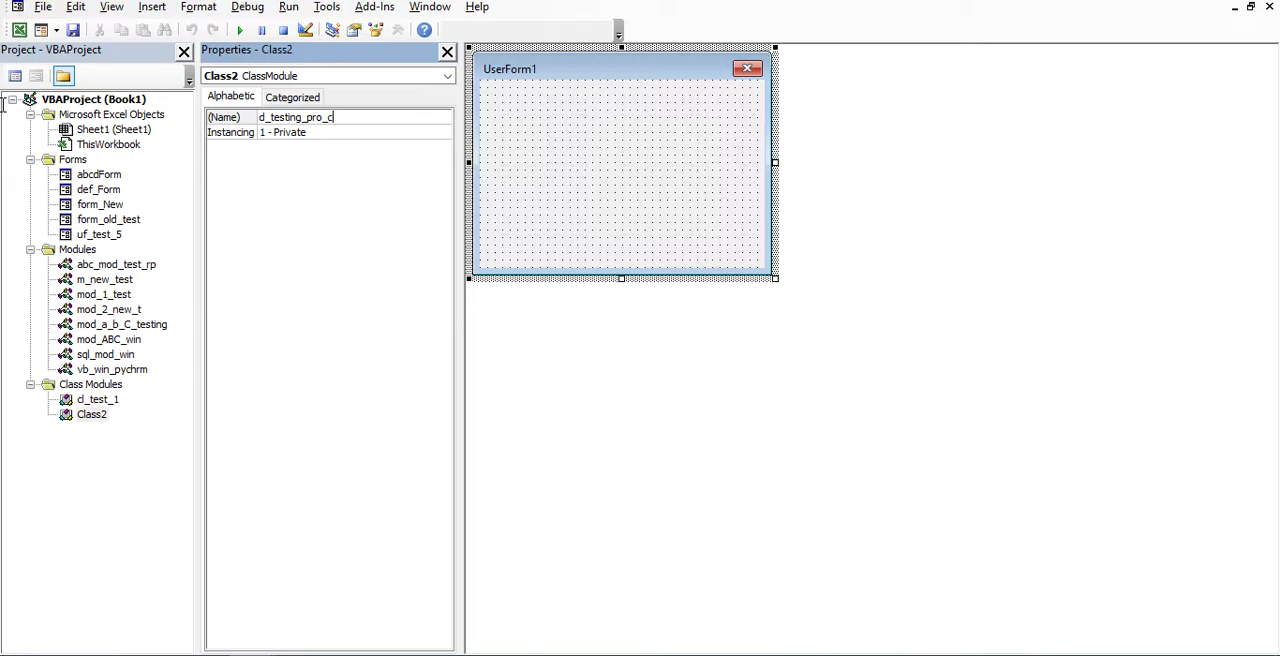 File Edit View Insert Format Debug Run Tools Add-Ins Window Help
Project - VBAProject
VBAProject (Book1)
Microsoft Excel Objects
Sheet1 (Sheet1)
ThisWorkbook
Forms
abcdForm
def_Form
form_New
form_old_test
uf_test_5
Modules
abc_mod_test_rp
m_new_test
mod_1_test
mod_2_new_t
mod_a_b_C_testing
mod_ABC_win
sql_mod_win
vb_win_pychrm
Class Modules
cl_test_1
Class2
Properties - Class2
Class2 ClassModule
Alphabetic Categorized
(Name) d_testing_pro_c
Instancing 1 - Private
UserForm1